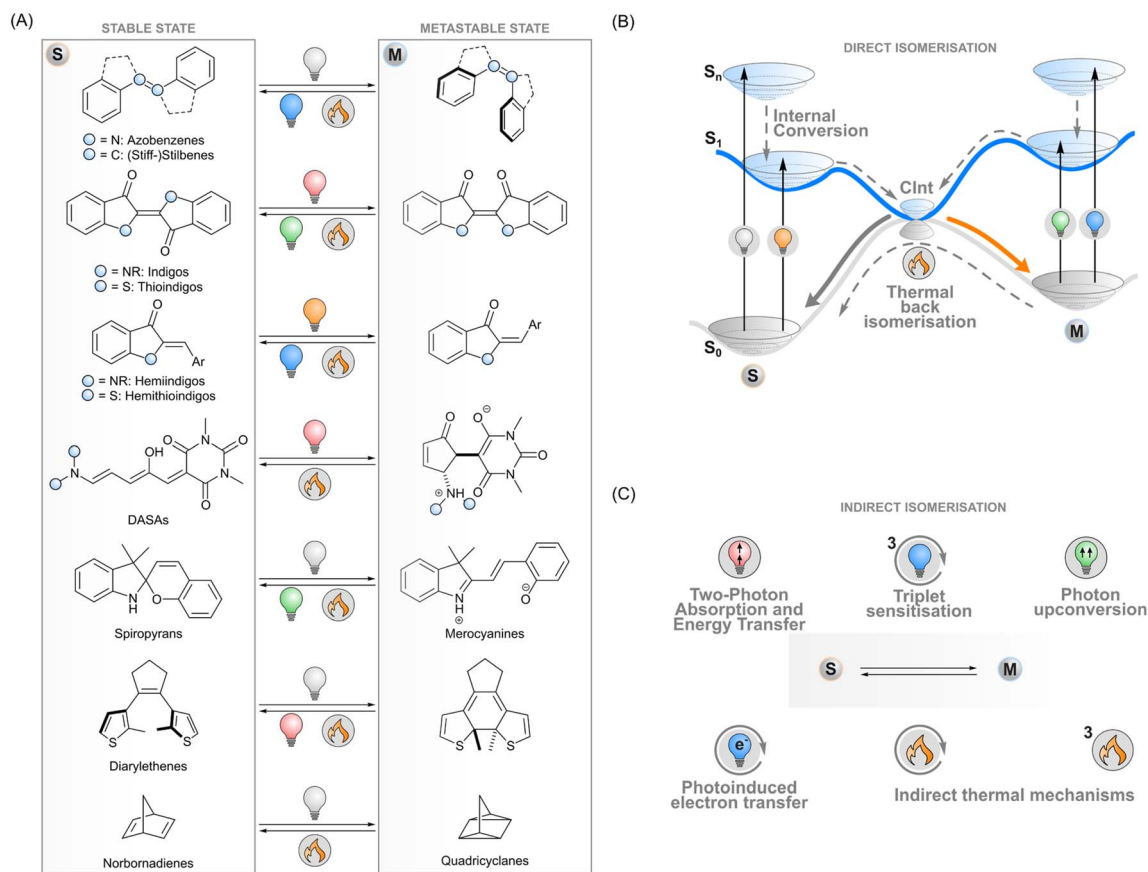 (A)
STABLE STATE
METASTABLE STATE
S
M
= N: Azobenzenes
= C: (Stiff-)Stilbenes
O
O
O
O
= NR: Indigos
= S: Thioindigos
O
Ar
O
Ar
= NR: Hemiindigos
= S: Hemithioindigos
N
OH
O
N
O
N
O
DASAs
O
O
⊖
N
O
N
O
NH
⊕
N
H
O
Spiropyrans
N
H
⊕
O
⊖
Merocyanines
S
S
Diarylethenes
S
S
Norbornadienes
Quadricyclanes
(B)
DIRECT ISOMERISATION
Sn
Internal
Conversion
S1
CInt
Thermal
back
isomerisation
S0
S
M
(C)
INDIRECT ISOMERISATION
3
Two-Photon
Absorption and
Energy Transfer
Triplet
sensitisation
Photon
upconversion
S
M
e-
3
Photoinduced
electron transfer
Indirect thermal mechanisms